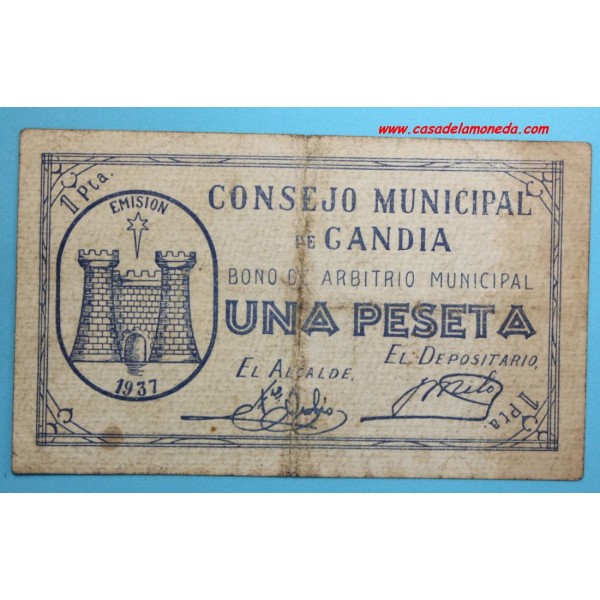 www.casadelamoneda.com
1 Pta.
EMISION
1937
CONSEJO MUNICIPAL
DE GANDIA
BONO DE ARBITRIO MUNICIPAL
UNA PESETA
EL ALCALDE,
EL DEPOSITARIO,
1 Pta.